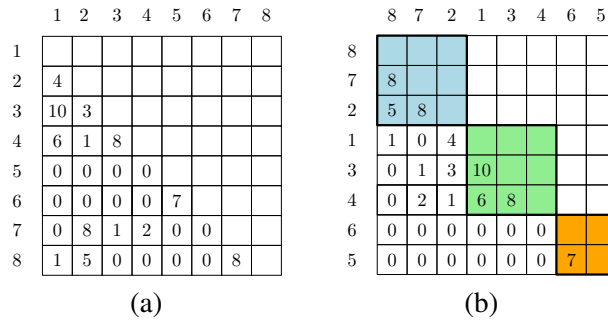 1 2 3 4 5 6 7 8
1
2 4
3 10 3
4 6 1 8
5 0 0 0 0
6 0 0 0 0 7
7 0 8 1 2 0 0
8 1 5 0 0 0 0 8
(a)
8 7 2 1 3 4 6 5
8
7 8
2 5 8
1 1 0 4
3 0 1 3 10
4 0 2 1 6 8
6 0 0 0 0 0 0
5 0 0 0 0 0 0 7
(b)